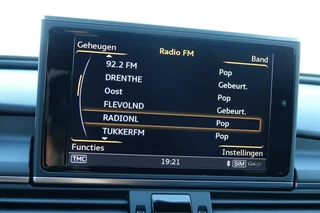 Geheugen
Radio FM
Band
92.2 FM
Pop
DRENTHE
Gebeurt.
Oost
Pop
FLEVOLND
Gebeurt.
RADIONL
Pop
TUKKERFM
Pop
Functies
Instellingen
TMC
19:21
SIM